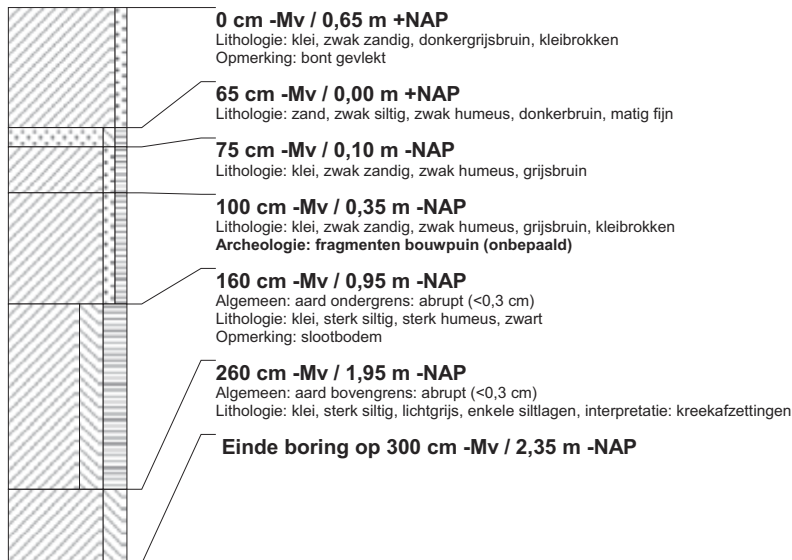 0 cm -Mv / 0,65 m +NAP
Lithologie: klei, zwak zandig, donkergrijsbruin, kleibrokken
Opmerking: bont gevlekt
65 cm -Mv / 0,00 m +NAP
Lithologie: zand, zwak siltig, zwak humeus, donkerbruin, matig fijn
75 cm -Mv / 0,10 m -NAP
Lithologie: klei, zwak zandig, zwak humeus, grijsbruin
100 cm -Mv / 0,35 m -NAP
Lithologie: klei, zwak zandig, zwak humeus, grijsbruin, kleibrokken
Archeologie: fragmenten bouwpuin (onbepaald)
160 cm -Mv / 0,95 m -NAP
Algemeen: aard ondergrens: abrupt (<0,3 cm)
Lithologie: klei, sterk siltig, sterk humeus, zwart
Opmerking: slootbodem
260 cm -Mv / 1,95 m -NAP
Algemeen: aard bovengrens: abrupt (<0,3 cm)
Lithologie: klei, sterk siltig, lichtgrijs, enkele siltlagen, interpretatie: kreekafzettingen
Einde boring op 300 cm -Mv / 2,35 m -NAP